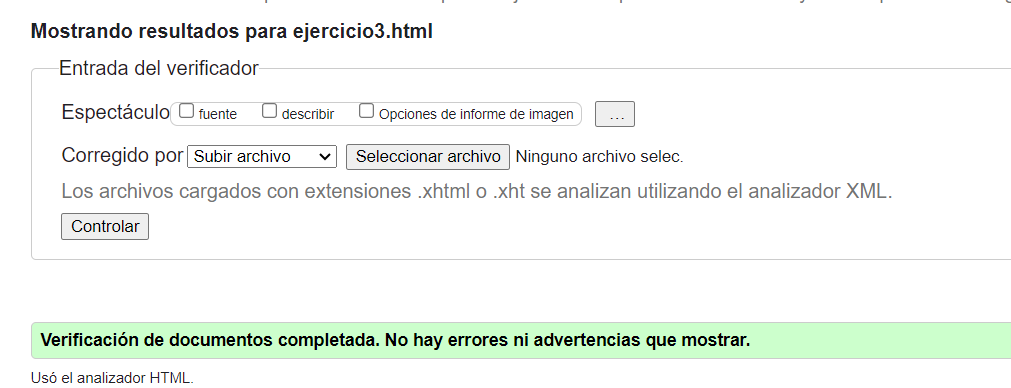 Mostrando resultados para ejercicio3.html
Entrada del verificador
Espectáculo fuente describir Opciones de informe de imagen ...
Corregido por Subir archivo Seleccionar archivo Ninguno archivo selec.
Los archivos cargados con extensiones .xhtml o .xht se analizan utilizando el analizador XML.
Controlar
Verificación de documentos completada. No hay errores ni advertencias que mostrar.
Usó el analizador HTML.